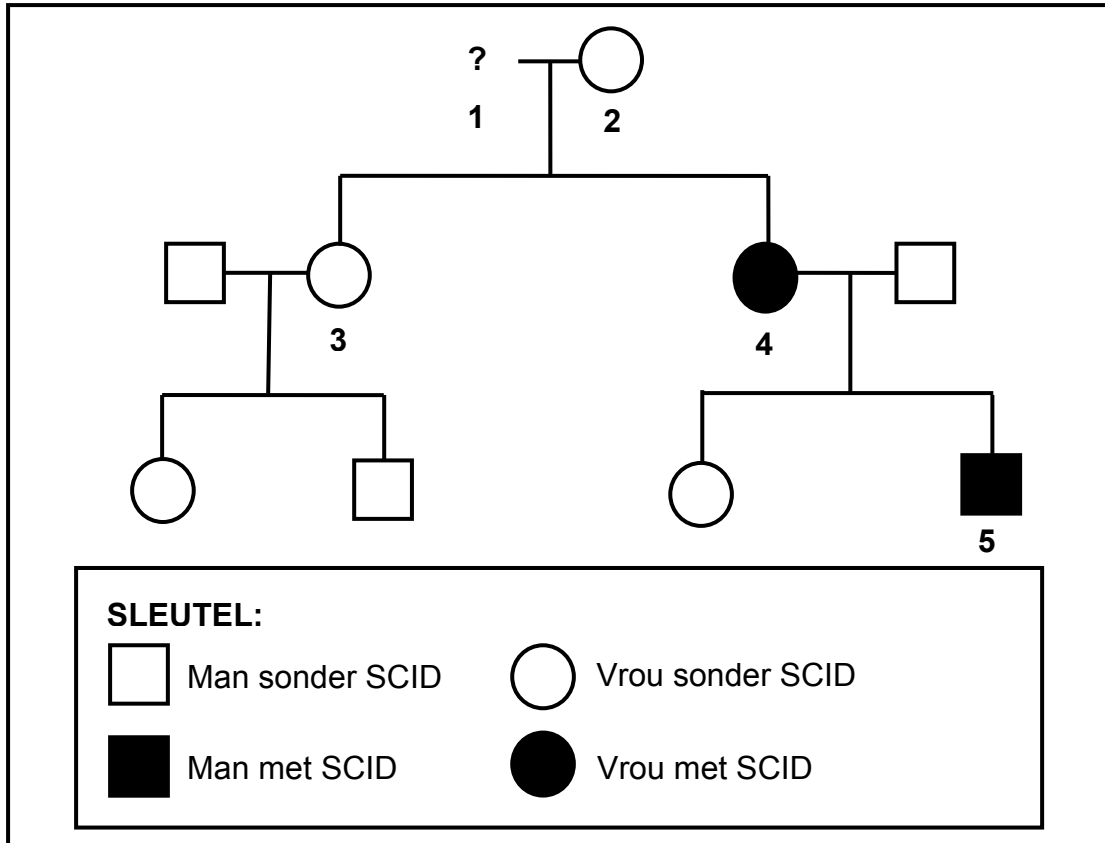 ?
1
2
3
4
5
SLEUTEL:
Man sonder SCID
Vrou sonder SCID
Man met SCID
Vrou met SCID